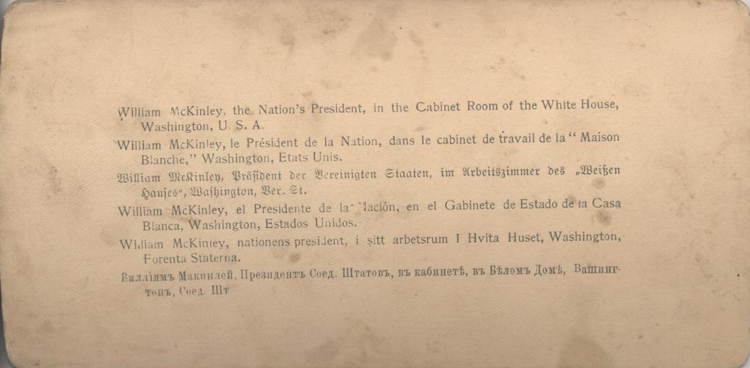 William McKinley, the Nation's President, in the Cabinet Room of the White House,
Washington, U. S. A.
William McKinley, le Président de la Nation, dans le cabinet de travail de la "Maison
Blanche," Washington, Etats Unis.
William McKinley, Präsident der Vereinigten Staaten, im Arbeitszimmer des „Weißen
Hauses", Washington, Ver. St.
William McKinley, el Presidente de la Nación, en el Gabinete de Estado de la Casa
Blanca, Washington, Estados Unidos.
William McKinley, nationens president, i sitt arbetsrum I Hvita Huset, Washington,
Forenta Staterna.
Виллiямъ Макинлей, Президентъ Соед. Штатовъ, въ кабинетѣ, въ Бѣломъ Домѣ, Вашинг-
тонъ, Соед. Шт